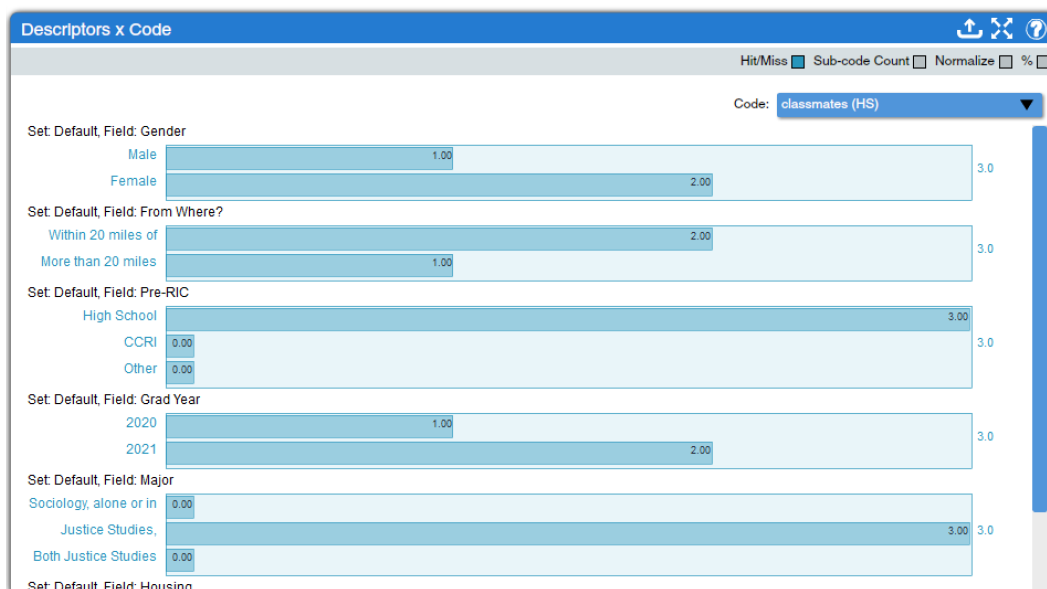 Descriptors x Code
Hit/Miss Sub-code Count Normalize %
Code: classmates (HS)
Set: Default, Field: Gender
Male 1.00
3.0
Female 2.00
Set: Default, Field: From Where?
Within 20 miles of 2.00
3.0
More than 20 miles 1.00
Set: Default, Field: Pre-RIC
High School 3.00
CCRI 0.00 3.0
Other 0.00
Set: Default, Field: Grad Year
2020 1.00
3.0
2021 2.00
Set: Default, Field: Major
Sociology, alone or in 0.00
Justice Studies, 3.00 3.0
Both Justice Studies 0.00
Set: Default, Field: Housing